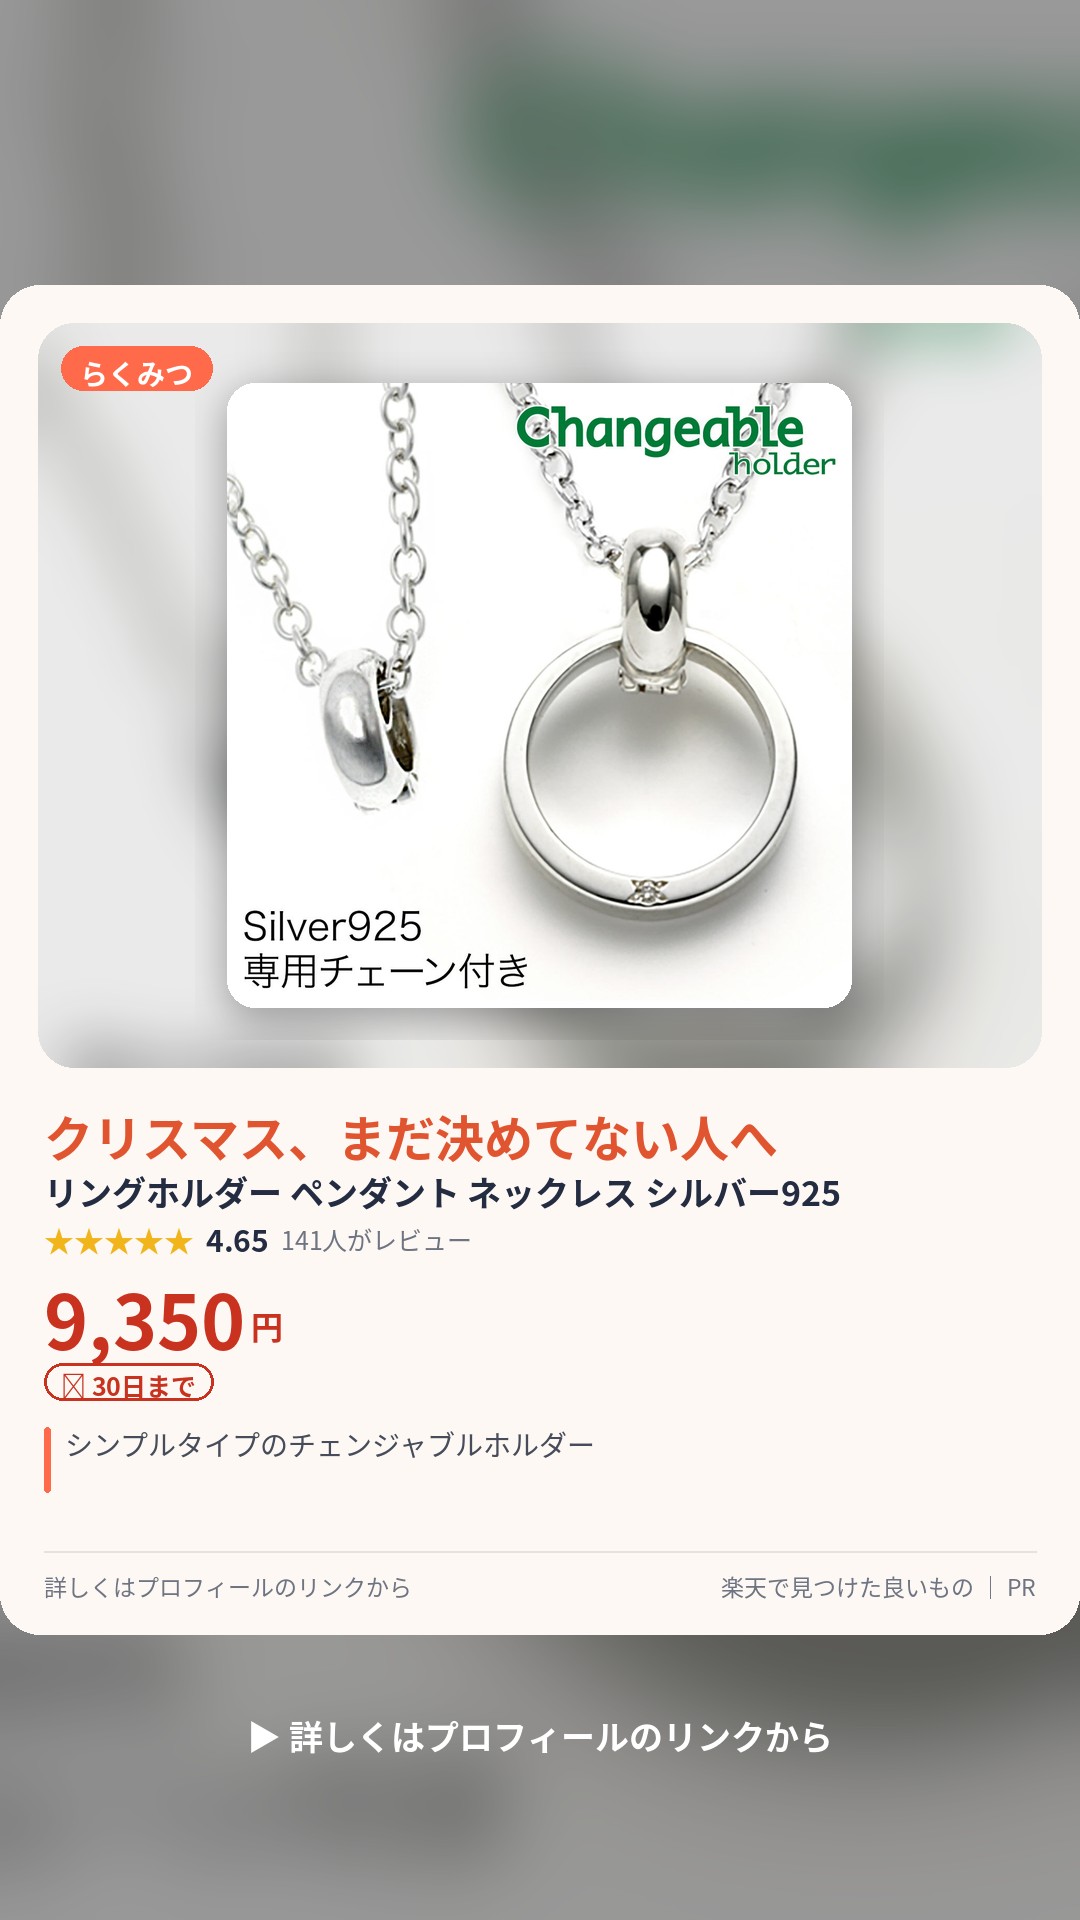 らくみつ
Changeable
holder
Silver925
専用チェーン付き
クリスマス、まだ決めてない人へ
リングホルダー ペンダント ネックレス シルバー925
★★★★★ 4.65 141人がレビュー
9,350円
30日まで
シンプルタイプのチェンジャブルホルダー
詳しくはプロフィールのリンクから
楽天で見つけた良いもの｜PR
▶ 詳しくはプロフィールのリンクから